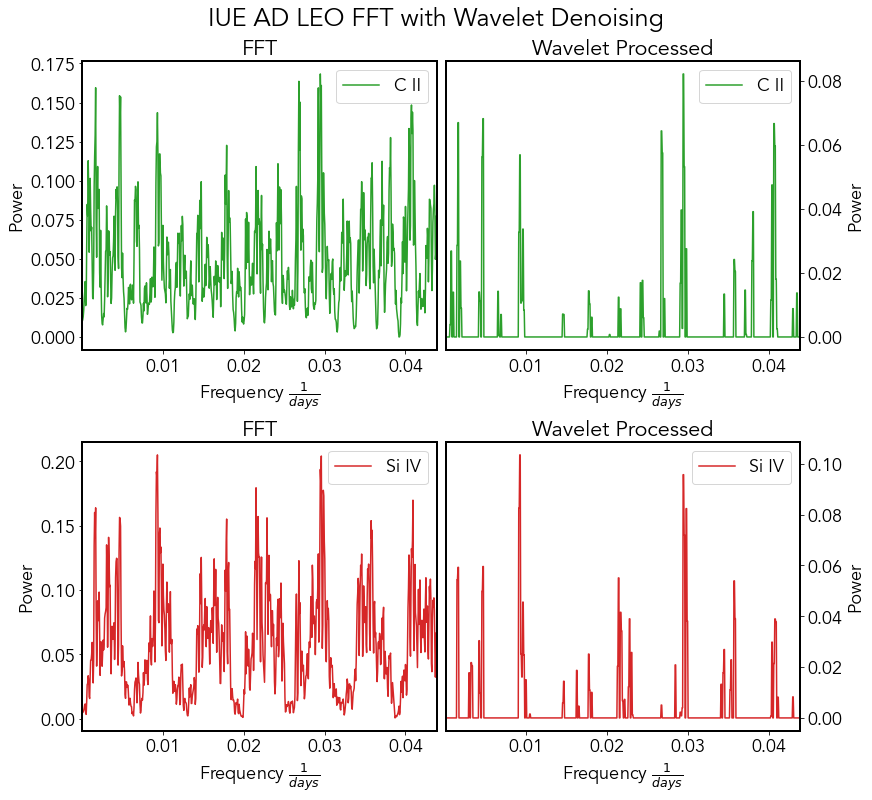 IUE AD LEO FFT with Wavelet Denoising
FFT
Wavelet Processed
0.175
0.150
0.125
0.100
0.075
0.050
0.025
0.000
Power
C II
C II
0.08
0.06
0.04
0.02
0.00
Power
0.01 0.02 0.03 0.04
0.01 0.02 0.03 0.04
Frequency 1/days
Frequency 1/days
FFT
Wavelet Processed
0.20
0.15
0.10
0.05
0.00
Power
Si IV
Si IV
0.10
0.08
0.06
0.04
0.02
0.00
Power
0.01 0.02 0.03 0.04
0.01 0.02 0.03 0.04
Frequency 1/days
Frequency 1/days